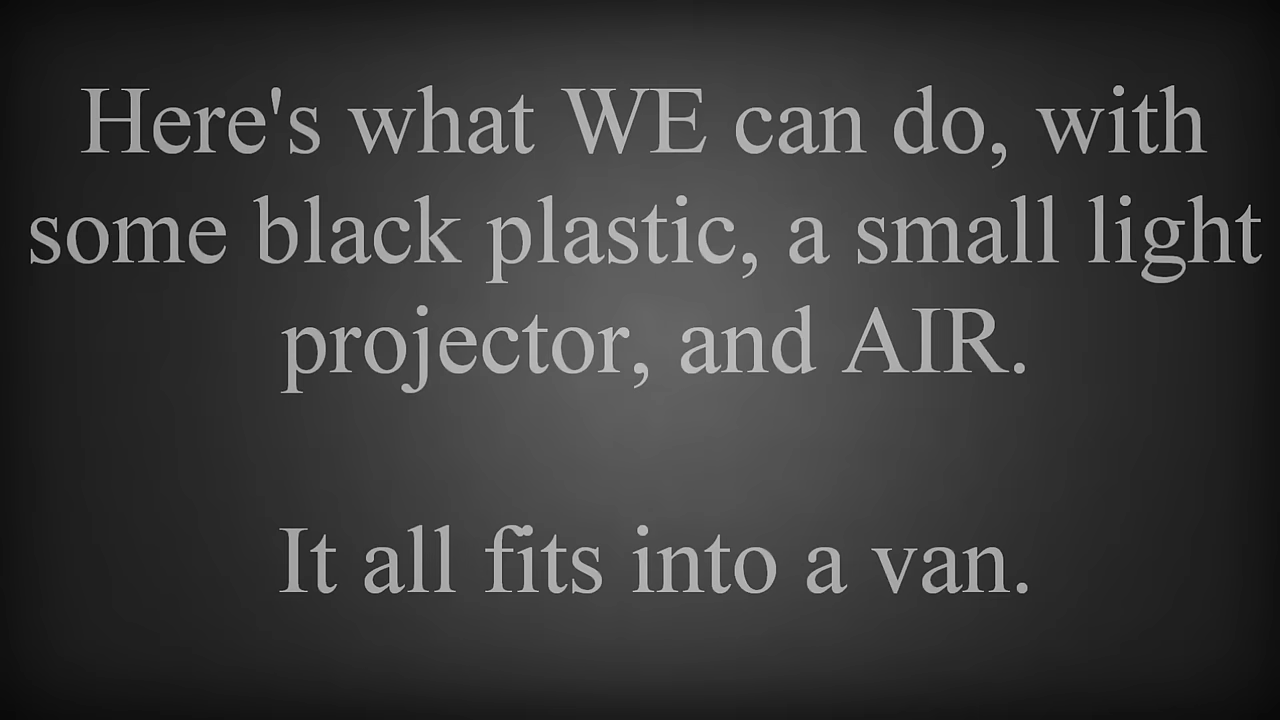 Here's what WE can do, with
some black plastic, a small light
projector, and AIR.
It all fits into a van.